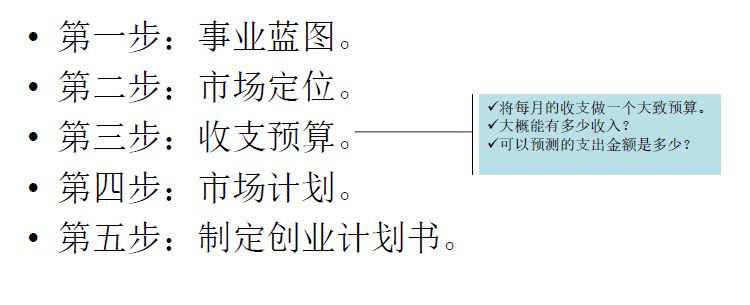 • 第一步：事业蓝图。
• 第二步：市场定位。
• 第三步：收支预算。
• 第四步：市场计划。
• 第五步：制定创业计划书。
✓将每月的收支做一个大致预算。
✓大概能有多少收入？
✓可以预测的支出金额是多少？